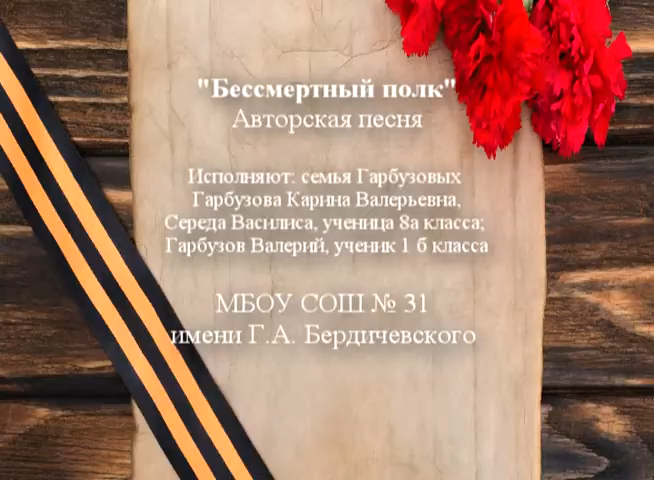 "Бессмертный полк"
Авторская песня
Исполняют: семья Гарбузовых
Гарбузова Карина Валерьевна,
Середа Василиса, ученица 8а класса;
Гарбузов Валерий, ученик 1 б класса
МБОУ СОШ № 31
имени Г.А. Бердичевского